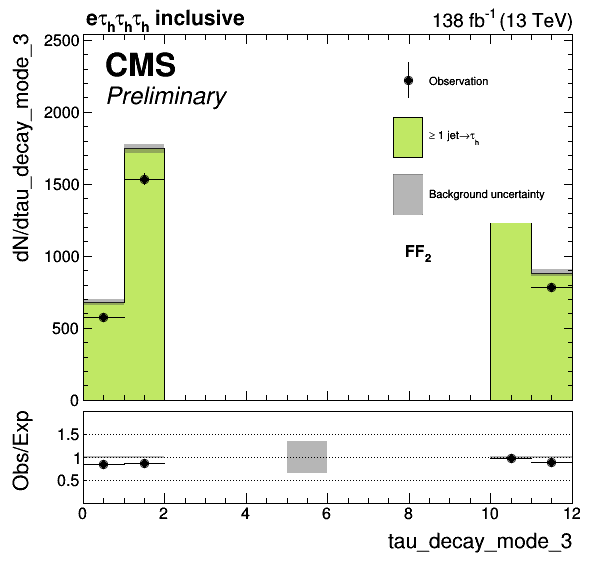 eτhτhτh inclusive
138 fb-1 (13 TeV)
dN/dtau_decay_mode_3
2500
2000
1500
1000
500
0
CMS
Preliminary
Observation
≥ 1 jet→τh
Background uncertainty
FF2
Obs/Exp
1.5
1
0.5
0 2 4 6 8 10 12
tau_decay_mode_3